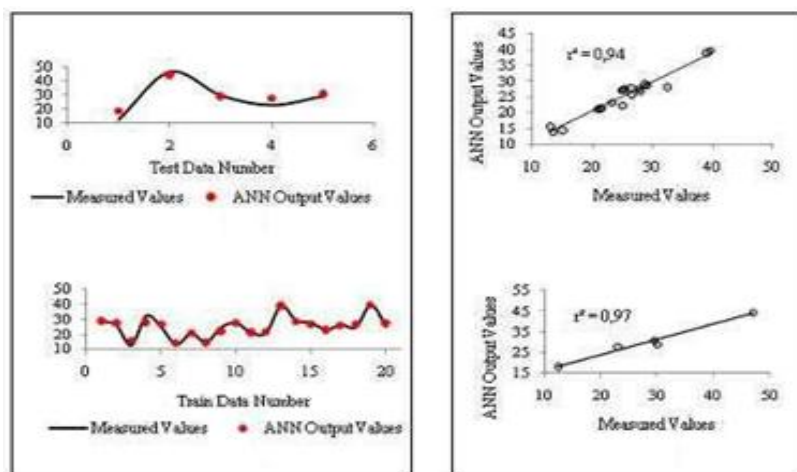 50
40
30
20
10
0 2 4 6
Test Data Number
Measured Values ANN Output Values
50
40
30
20
10
0 5 10 15 20
Train Data Number
Measured Values ANN Output Values
ANN Output Values
45
40
35
30
25
20
15
10
r² = 0,94
10 20 30 40 50
Measured Values
ANN Output Values
55
45
35
25
15
r² = 0,97
10 20 30 40 50
Measured Values